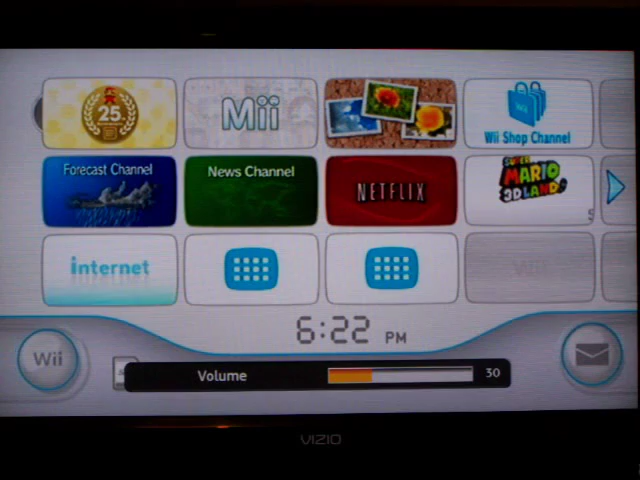 25
Mii
Wii Shop Channel
Forecast Channel
News Channel
NETFLIX
SUPER
MARIO
3D LAND
internet
Wii
6:22 PM
Wii
Volume
30
VIZIO